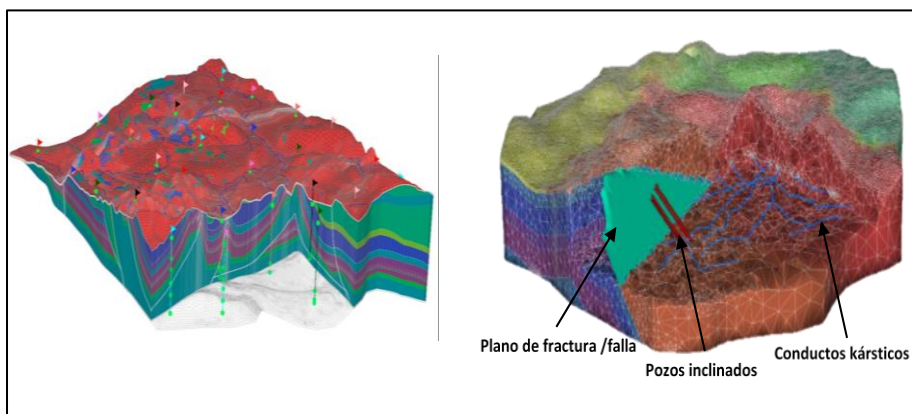 Plano de fractura /falla
Pozos inclinados
Conductos kársticos